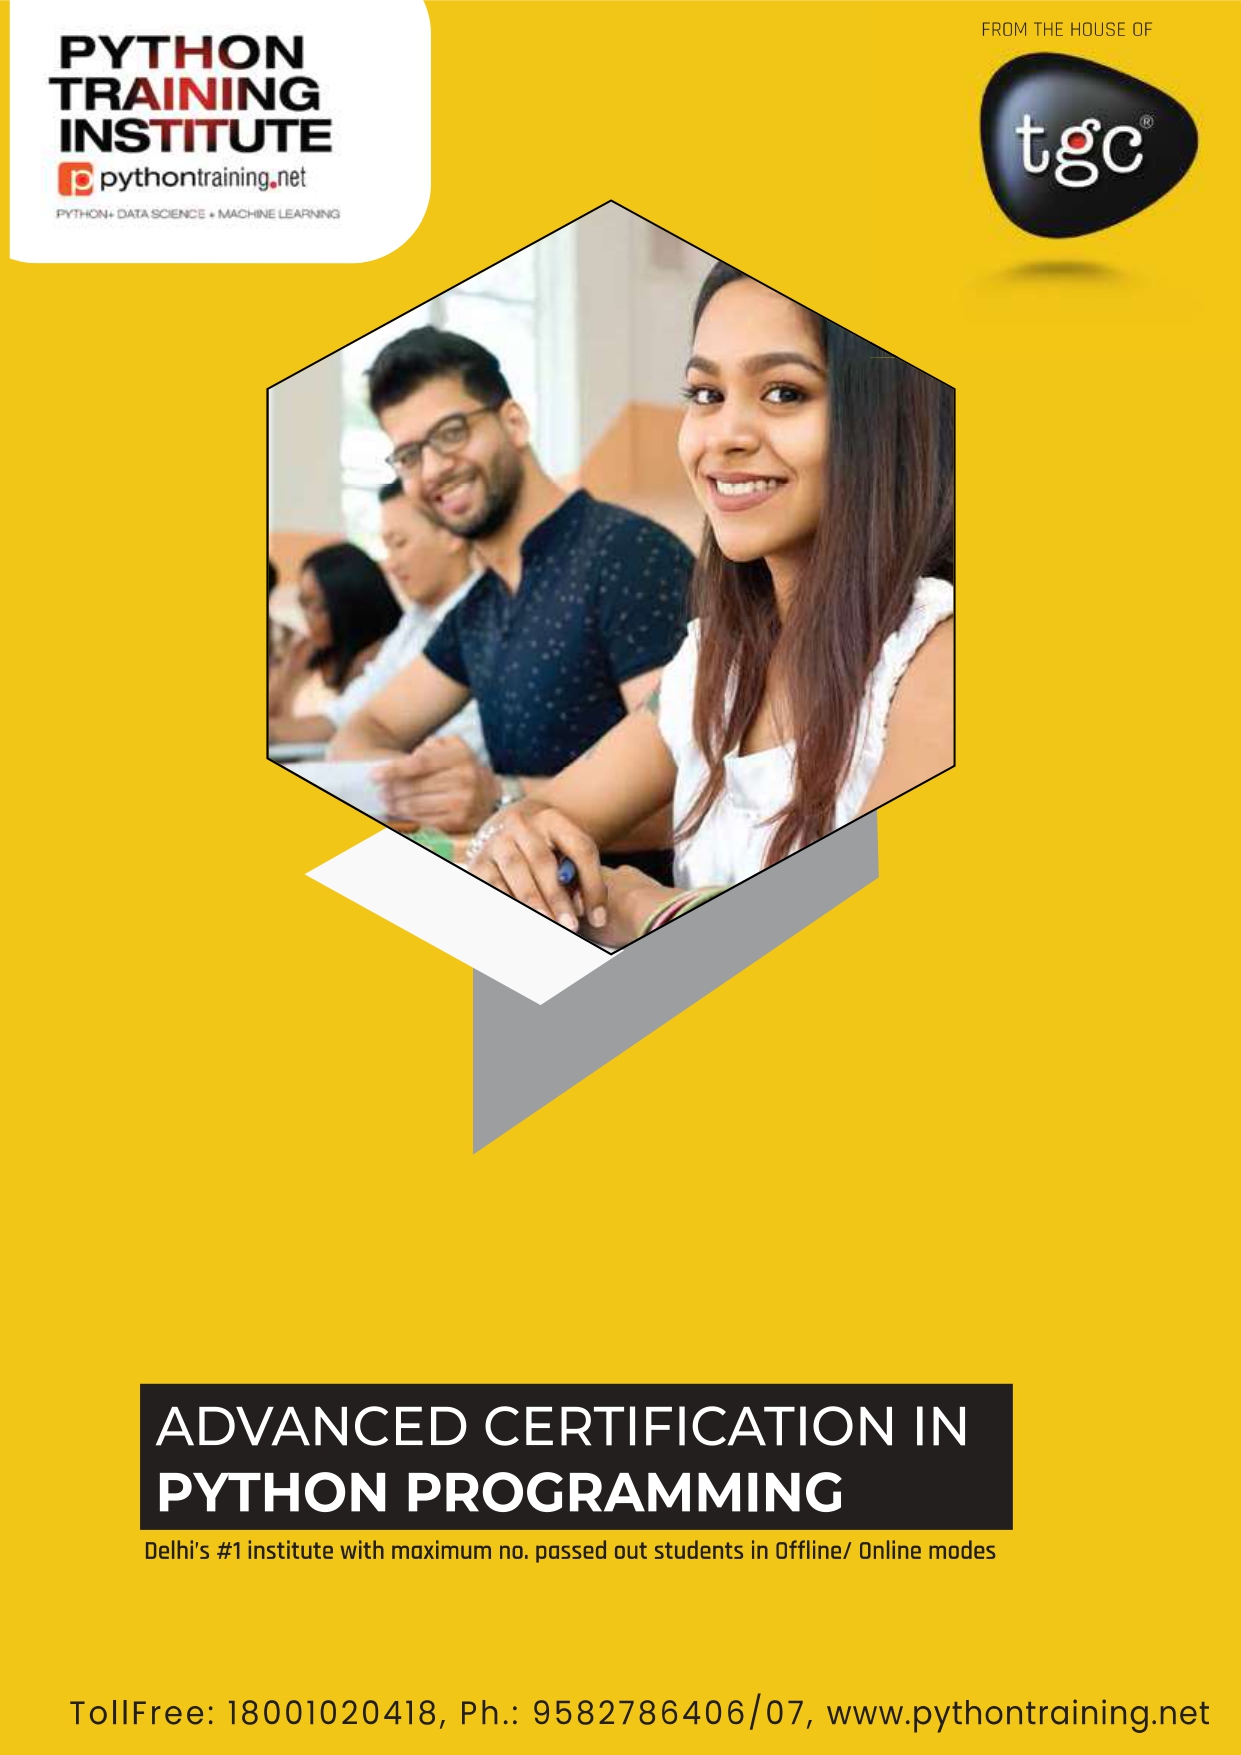 PYTHON
TRAINING
INSTITUTE
p pythontraining.net
PYTHON+ DATA SCIENCE + MACHINE LEARNING
FROM THE HOUSE OF
tgc®
ADVANCED CERTIFICATION IN
PYTHON PROGRAMMING
Delhi's #1 institute with maximum no. passed out students in Offline/ Online modes
TollFree: 18001020418, Ph.: 9582786406/07, www.pythontraining.net